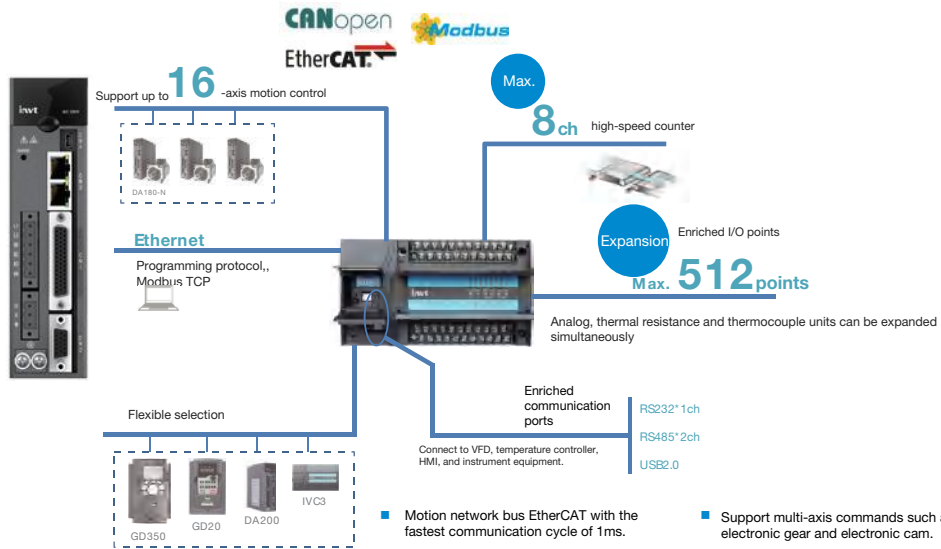 CANopen
Modbus
EtherCAT
Support up to 16 -axis motion control
DA180-N
Max.
8ch high-speed counter
invt
Ethernet
Programming protocol,,
Modbus TCP
Expansion
Enriched I/O points
Max. 512 points
invt
Analog, thermal resistance and thermocouple units can be expanded
simultaneously
Flexible selection
GD350
GD20
DA200
IVC3
Enriched
communication
ports
Connect to VFD, temperature controller,
HMI, and instrument equipment.
RS232*1ch
RS485*2ch
USB2.0
Motion network bus EtherCAT with the
fastest communication cycle of 1ms.
Support multi-axis commands such a
electronic gear and electronic cam.